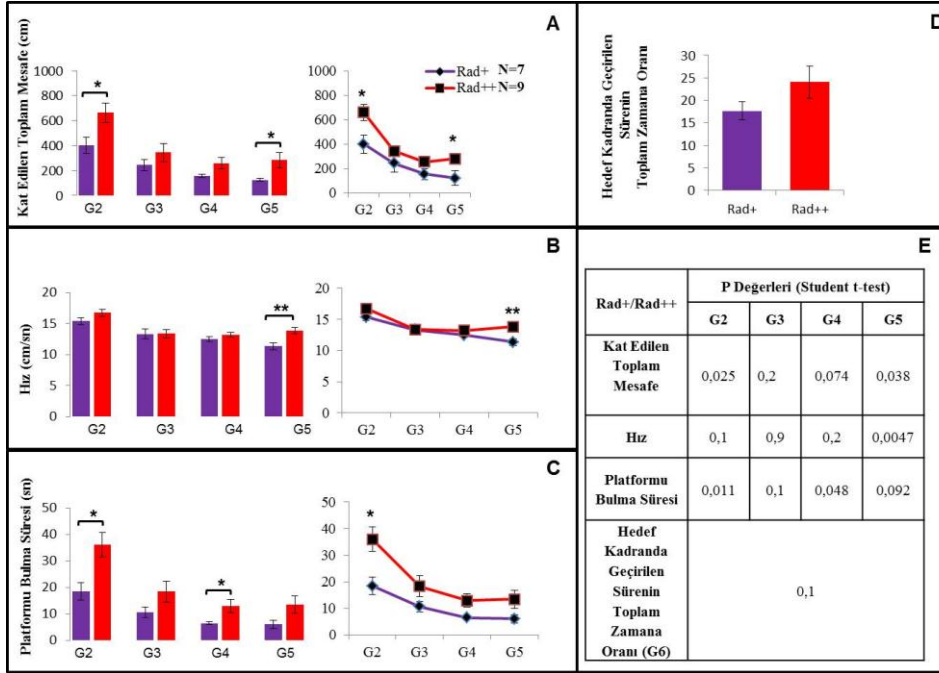 A
Kat Edilen Toplam Mesafe (cm)
1000
800
600
400
200
0
*
*
G2 G3 G4 G5
1000
800
600
400
200
0
*
*
Rad+ N=7
Rad++ N=9
G2 G3 G4 G5
B
Hız (cm/sn)
20
15
10
5
0
**
G2 G3 G4 G5
20
15
10
5
0
**
G2 G3 G4 G5
C
Platformu Bulma Süresi (sn)
50
40
30
20
10
0
*
*
G2 G3 G4 G5
50
40
30
20
10
0
*
G2 G3 G4 G5
D
Hedef Kadranda Geçirilen
Sürenin
Toplam Zamana Oranı
30
25
20
15
10
5
0
Rad+ Rad++
E
Rad+/Rad++
P Değerleri (Student t-test)
G2 G3 G4 G5
Kat Edilen
Toplam
Mesafe
0,025 0,2 0,074 0,038
Hız 0,1 0,9 0,2 0,0047
Platformu
Bulma Süresi
0,011 0,1 0,048 0,092
Hedef
Kadranda
Geçirilen
Sürenin
Toplam
Zamana
Oranı (G6)
0,1